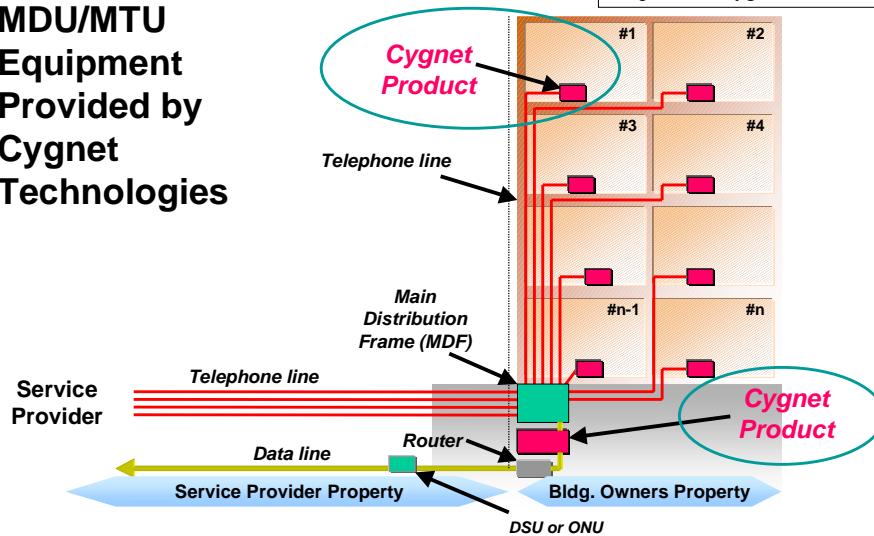 MDU/MTU
Equipment
Provided by
Cygnet
Technologies
Cygnet
Product
#1
#2
#3
#4
Telephone line
Main
Distribution
Frame (MDF)
#n-1
#n
Service
Provider
Telephone line
Cygnet
Product
Router
Data line
Service Provider Property
Bldg. Owners Property
DSU or ONU